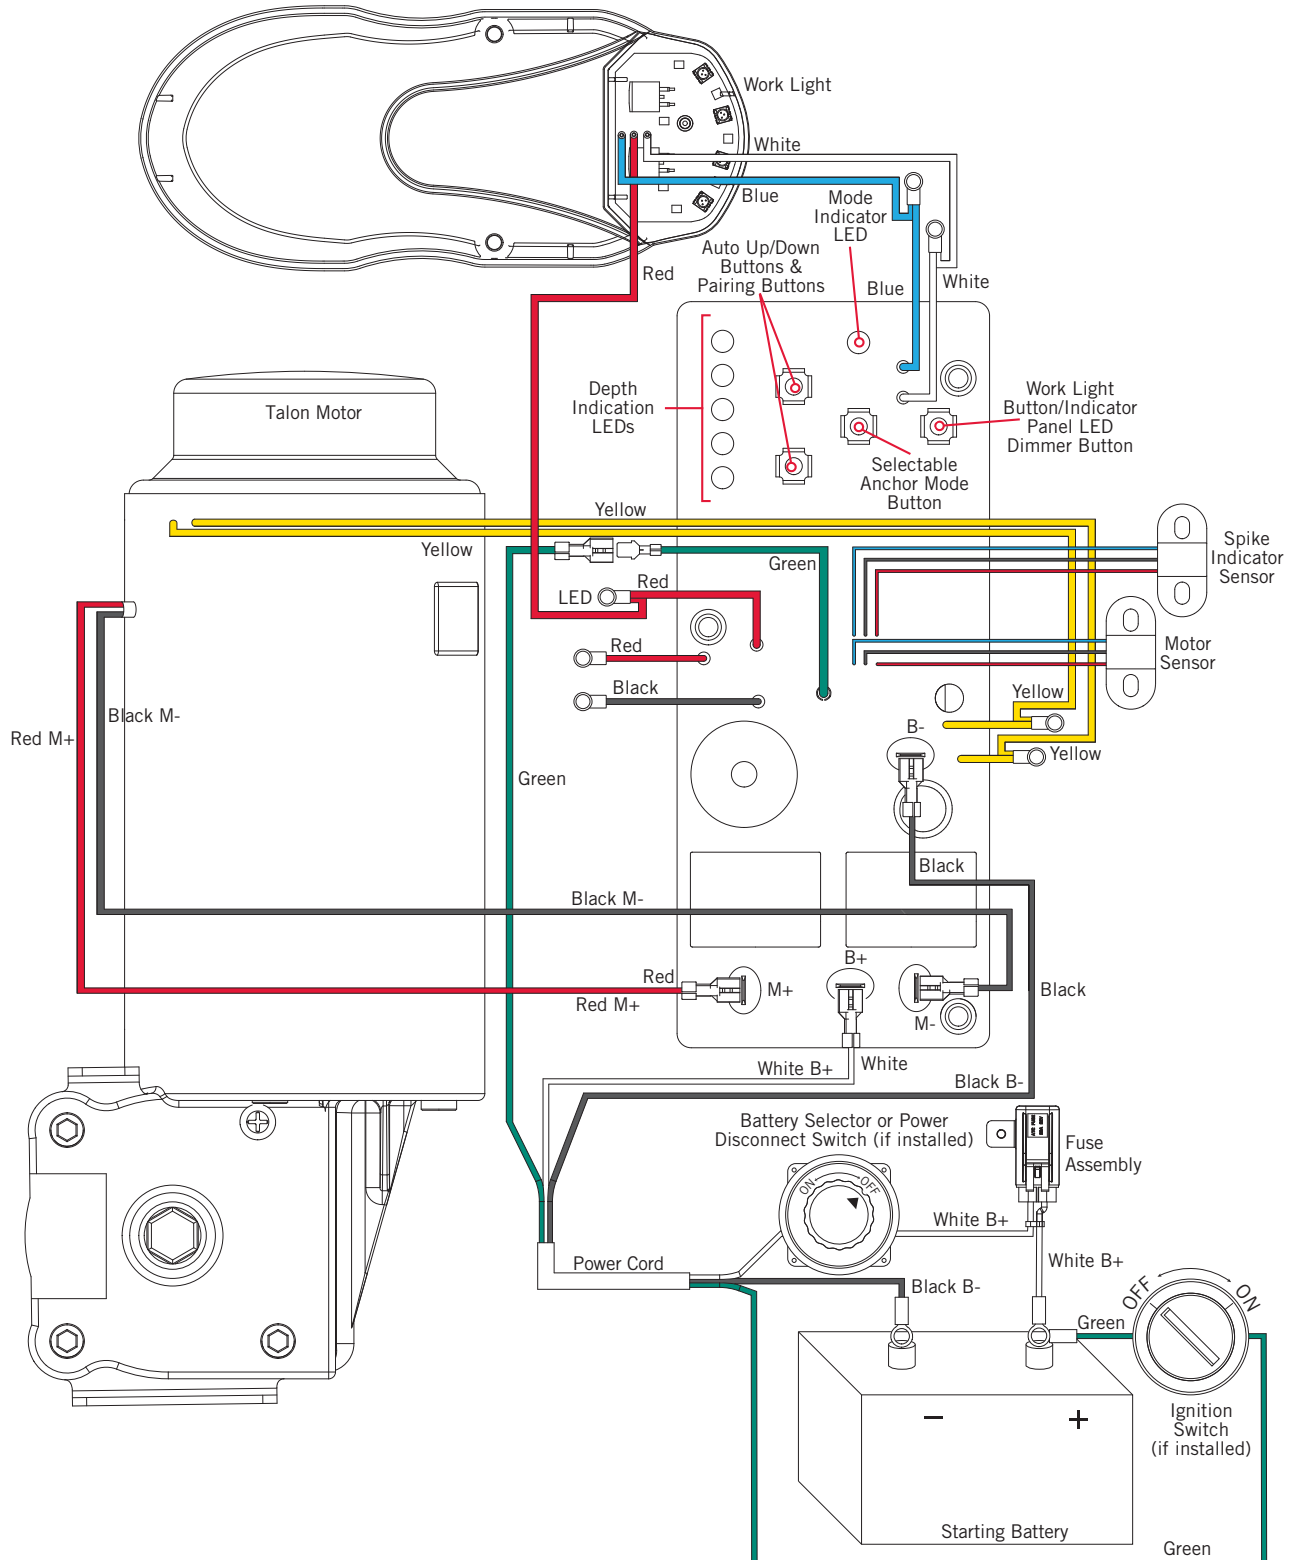 Work Light
White
Blue
Mode
Indicator
LED
Auto Up/Down
Buttons &
Pairing Buttons
Red
Blue
White
Depth
Indication
LEDs
Work Light
Button/Indicator
Panel LED
Dimmer Button
Talon Motor
Selectable
Anchor Mode
Button
Yellow
Yellow
Spike
Indicator
Sensor
Green
Red
LED
Red
Motor
Sensor
Black
Yellow
Black M-
Red M+
B-
Yellow
Green
Black
Black M-
B+
Red
M+
Red M+
Black
M-
White B+
White
Black B-
Battery Selector or Power
Disconnect Switch (if installed)
Fuse
Assembly
ON
OFF
White B+
Power Cord
White B+
Black B-
OFF
ON
Green
−
+
Ignition
Switch
(if installed)
Starting Battery
Green